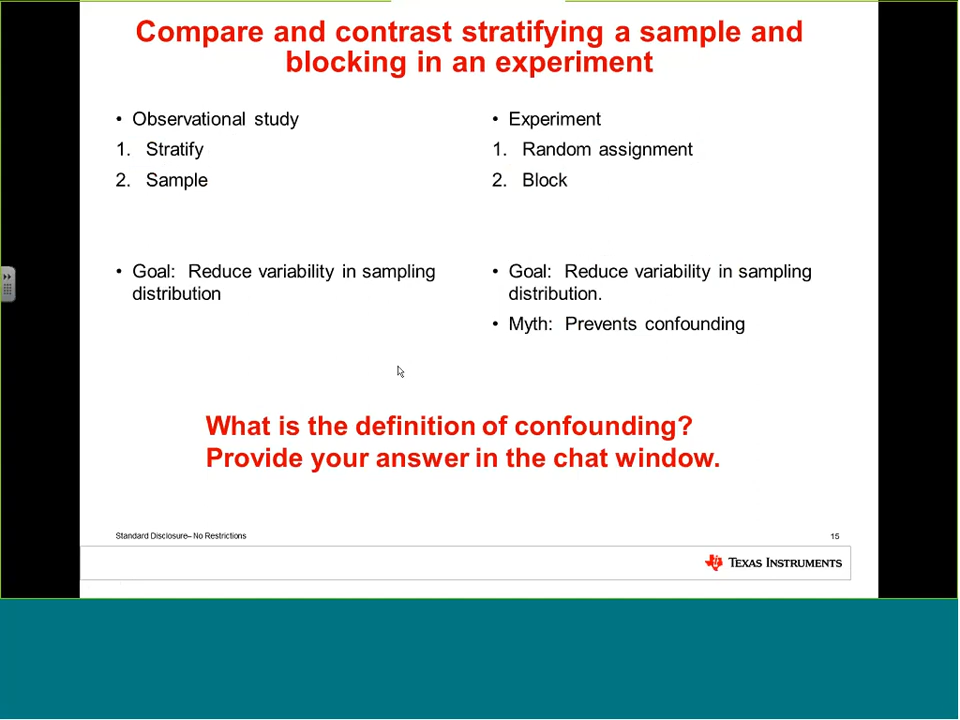 Compare and contrast stratifying a sample and
blocking in an experiment
• Observational study
1. Stratify
2. Sample
• Goal: Reduce variability in sampling
distribution
• Experiment
1. Random assignment
2. Block
• Goal: Reduce variability in sampling
distribution.
• Myth: Prevents confounding
What is the definition of confounding?
Provide your answer in the chat window.
Standard Disclosure– No Restrictions
15
TEXAS INSTRUMENTS